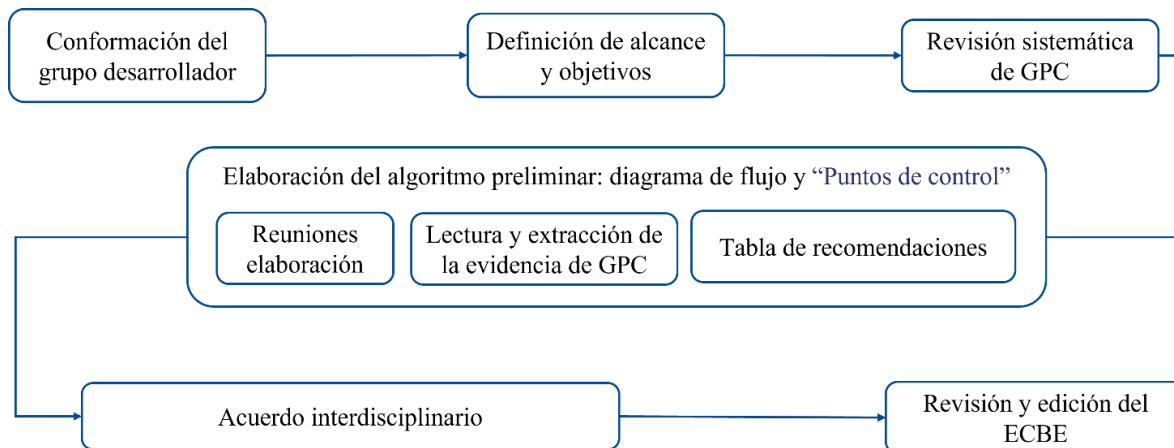 Conformación del
grupo desarrollador
Definición de alcance
y objetivos
Revisión sistemática
de GPC
Elaboración del algoritmo preliminar: diagrama de flujo y “Puntos de control”
Reuniones
elaboración
Lectura y extracción de
la evidencia de GPC
Tabla de recomendaciones
Acuerdo interdisciplinario
Revisión y edición del
ECBE